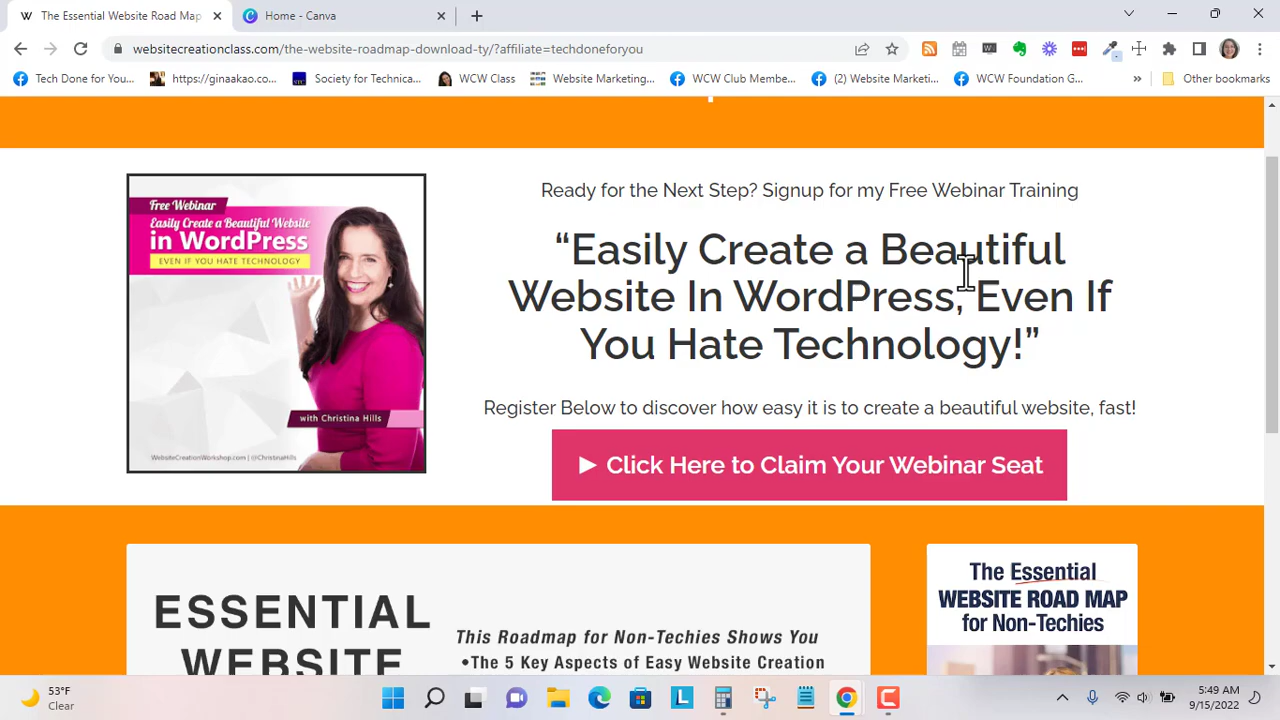 The Essential Website Road Map
Home - Canva
websitecreationclass.com/the-website-roadmap-download-ty/?affiliate=techdoneforyou
Tech Done for You...
https://ginaakao.co...
Society for Technica...
WCW Class
Website Marketing...
WCW Club Membe...
(2) Website Marketi...
WCW Foundation G...
»
Other bookmarks
Free Webinar
Easily Create a Beautiful Website
in WordPress
EVEN IF YOU HATE TECHNOLOGY
with Christina Hills
WebsiteCreationWorkshop.com | @ChristinaHills
Ready for the Next Step? Signup for my Free Webinar Training
“Easily Create a Beautiful
Website In WordPress, Even If
You Hate Technology!”
Register Below to discover how easy it is to create a beautiful website, fast!
► Click Here to Claim Your Webinar Seat
ESSENTIAL
WEBSITE
This Roadmap for Non-Techies Shows You
•The 5 Key Aspects of Easy Website Creation
The Essential
WEBSITE ROAD MAP
for Non-Techies
53°F
Clear
5:49 AM
9/15/2022